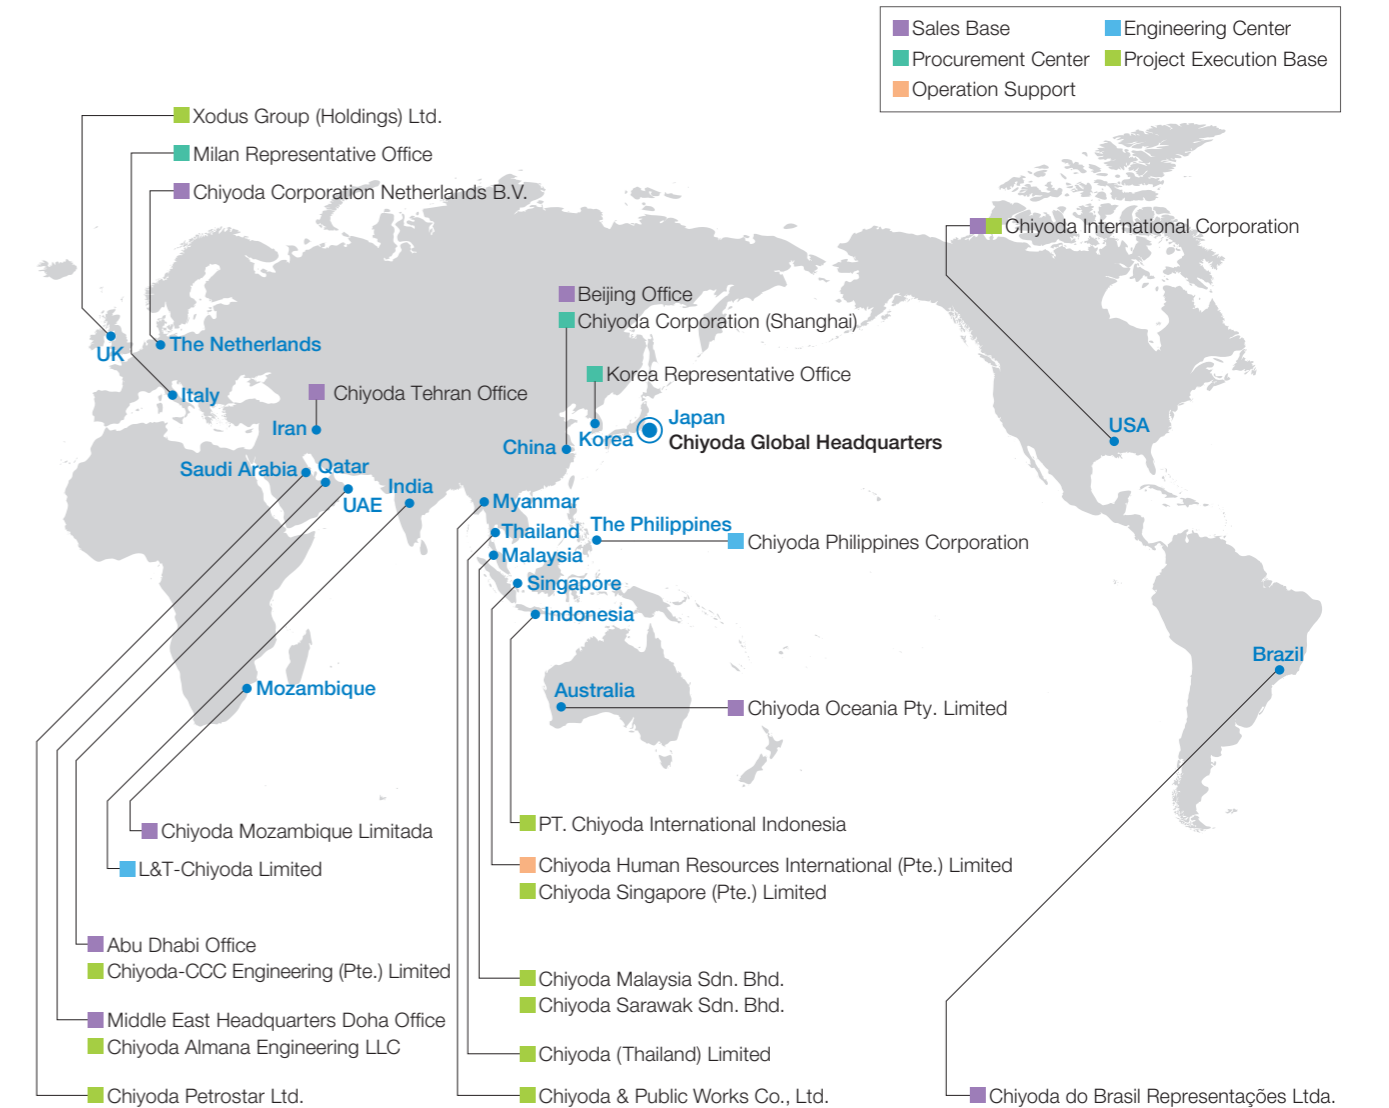 Sales Base
Engineering Center
Procurement Center
Project Execution Base
Operation Support
Xodus Group (Holdings) Ltd.
Milan Representative Office
Chiyoda Corporation Netherlands B.V.
Chiyoda International Corporation
Beijing Office
Chiyoda Corporation (Shanghai)
UK
The Netherlands
Korea Representative Office
Italy
Chiyoda Tehran Office
Iran
Japan
Chiyoda Global Headquarters
Korea
China
USA
Saudi Arabia
Qatar
UAE
India
Myanmar
Thailand
The Philippines
Chiyoda Philippines Corporation
Malaysia
Singapore
Indonesia
Brazil
Mozambique
Australia
Chiyoda Oceania Pty. Limited
Chiyoda Mozambique Limitada
L&T-Chiyoda Limited
PT. Chiyoda International Indonesia
Chiyoda Human Resources International (Pte.) Limited
Chiyoda Singapore (Pte.) Limited
Abu Dhabi Office
Chiyoda-CCC Engineering (Pte.) Limited
Chiyoda Malaysia Sdn. Bhd.
Chiyoda Sarawak Sdn. Bhd.
Middle East Headquarters Doha Office
Chiyoda Almana Engineering LLC
Chiyoda (Thailand) Limited
Chiyoda Petrostar Ltd.
Chiyoda & Public Works Co., Ltd.
Chiyoda do Brasil Representações Ltda.